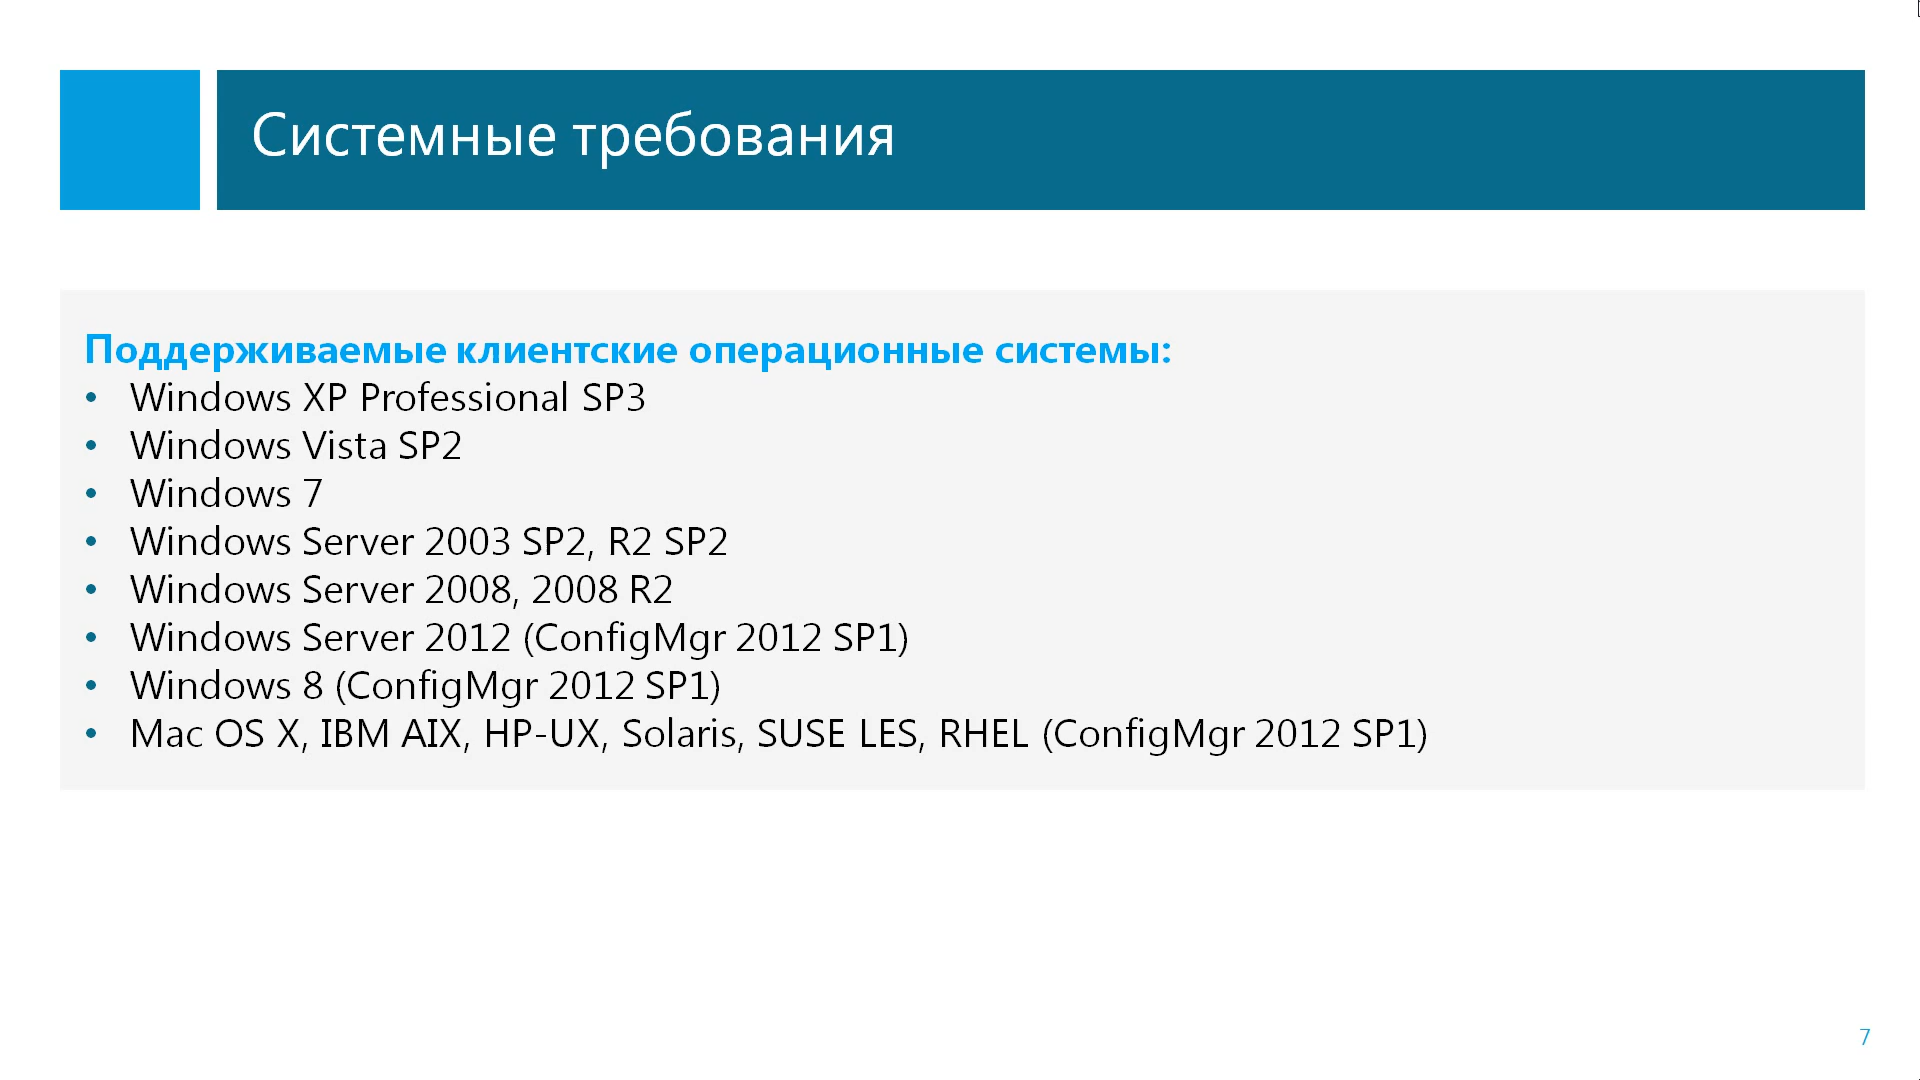 Системные требования
Поддерживаемые клиентские операционные системы:
• Windows XP Professional SP3
• Windows Vista SP2
• Windows 7
• Windows Server 2003 SP2, R2 SP2
• Windows Server 2008, 2008 R2
• Windows Server 2012 (ConfigMgr 2012 SP1)
• Windows 8 (ConfigMgr 2012 SP1)
• Mac OS X, IBM AIX, HP-UX, Solaris, SUSE LES, RHEL (ConfigMgr 2012 SP1)
7